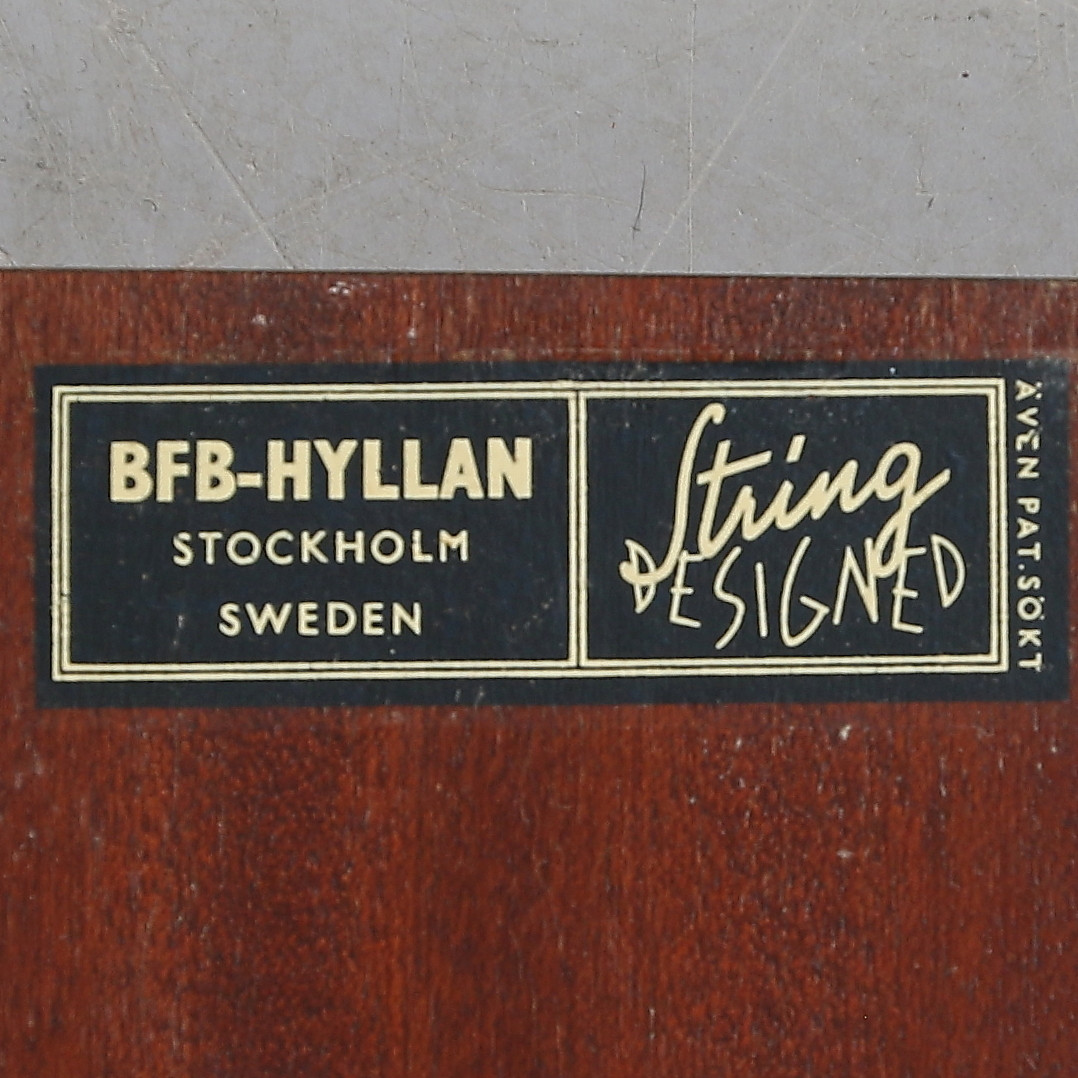 BFB-HYLLAN
STOCKHOLM
SWEDEN
String
DESIGNED
ÄVEN PAT. SÖKT